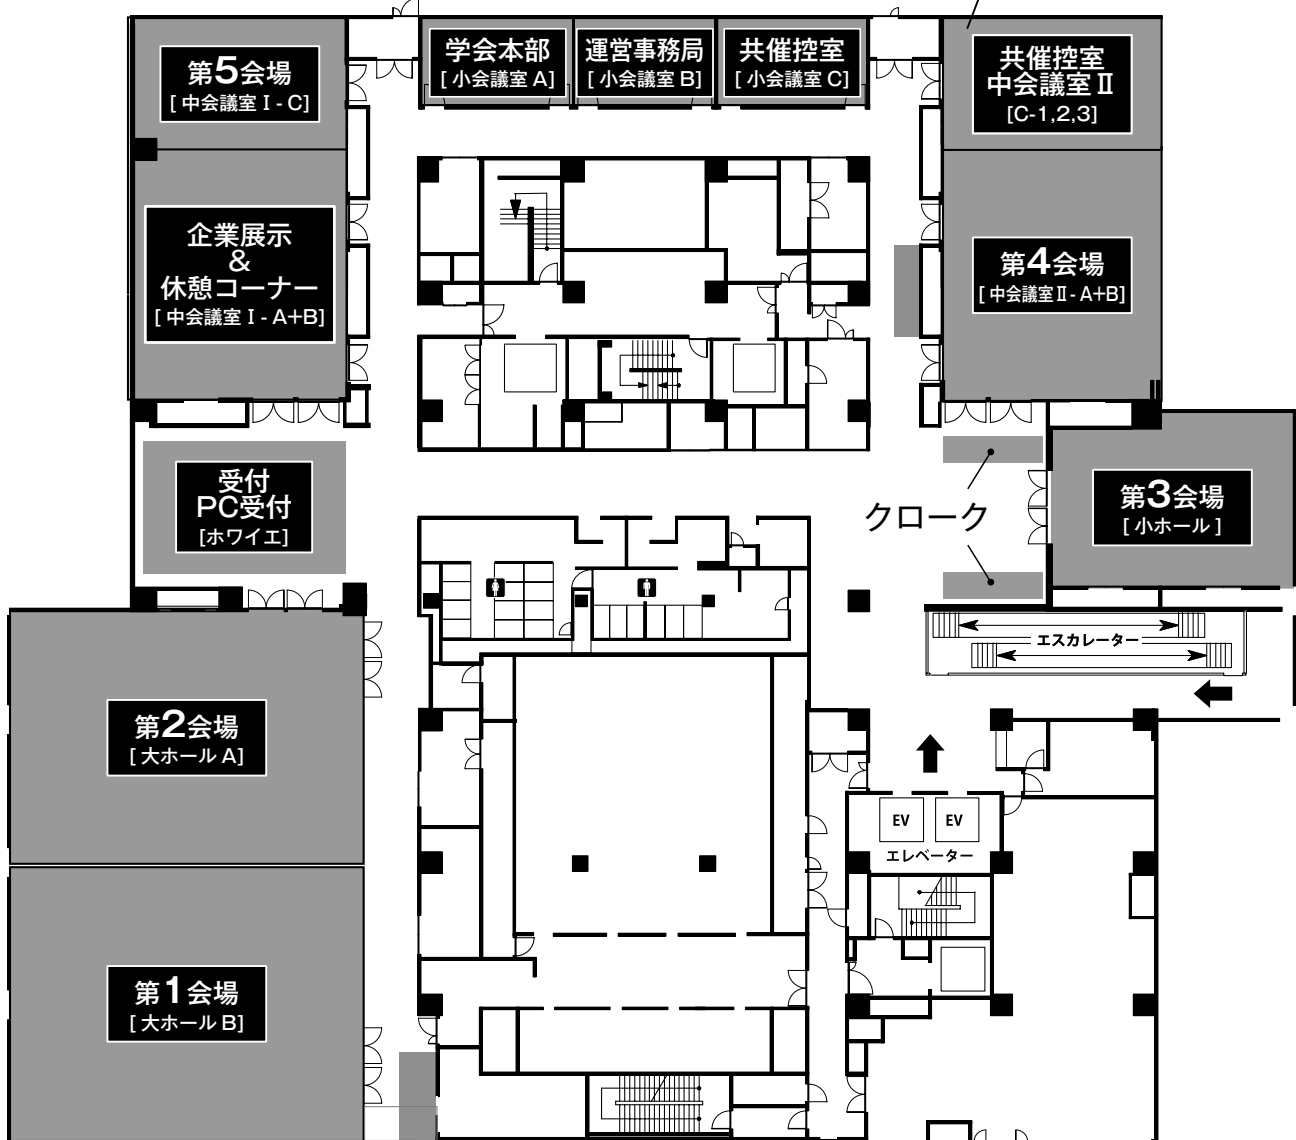 第5会場
[ 中会議室 I - C]
学会本部
[ 小会議室 A]
運営事務局
[ 小会議室 B]
共催控室
[ 小会議室 C]
共催控室
中会議室 II
[C-1,2,3]
企業展示
&
休憩コーナー
[ 中会議室 I - A+B]
第4会場
[ 中会議室 II - A+B]
受付
PC受付
[ホワイエ]
クローク
第3会場
[ 小ホール ]
エスカレーター
第2会場
[ 大ホール A]
EV
EV
エレベーター
第1会場
[ 大ホール B]